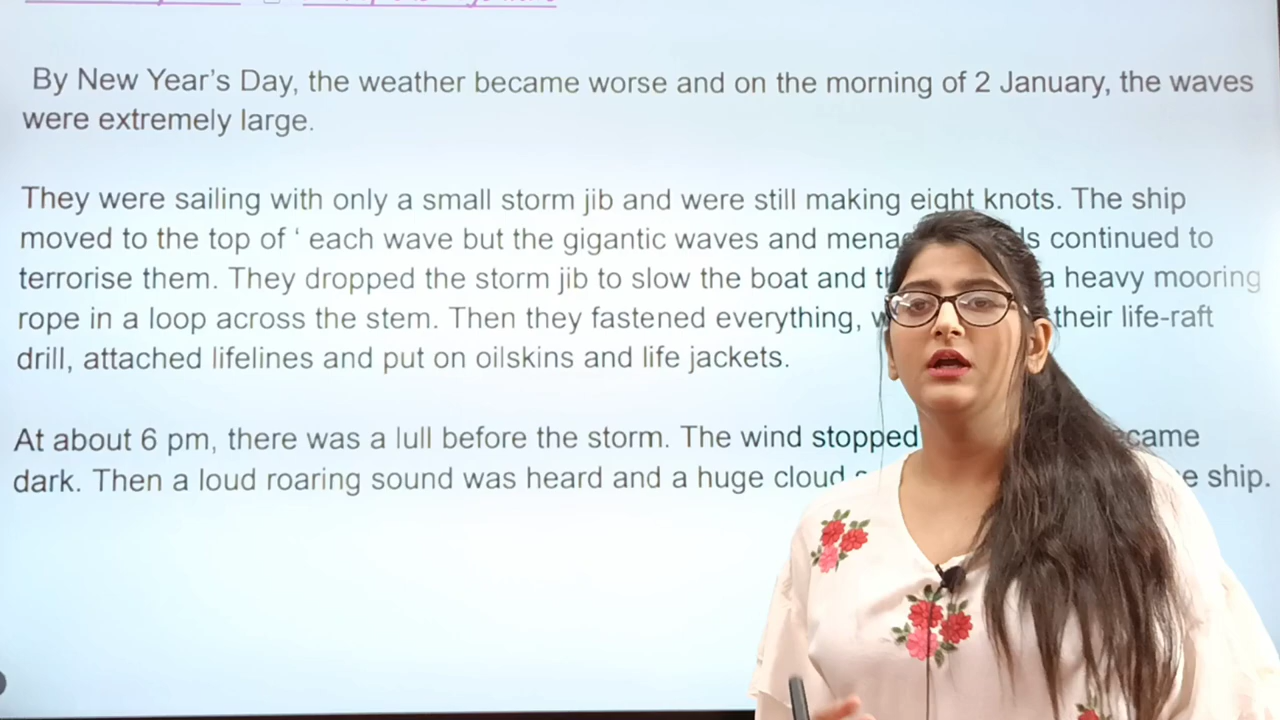 By New Year's Day, the weather became worse and on the morning of 2 January, the waves
were extremely large.
They were sailing with only a small storm jib and were still making eight knots. The ship
moved to the top of ‘ each wave but the gigantic waves and continued to
terrorise them. They dropped the storm jib to slow the boat and a heavy mooring
rope in a loop across the stem. Then they fastened everything, their life-raft
drill, attached lifelines and put on oilskins and life jackets.
At about 6 pm, there was a lull before the storm. The wind stopped
dark. Then a loud roaring sound was heard and a huge cloud ship.